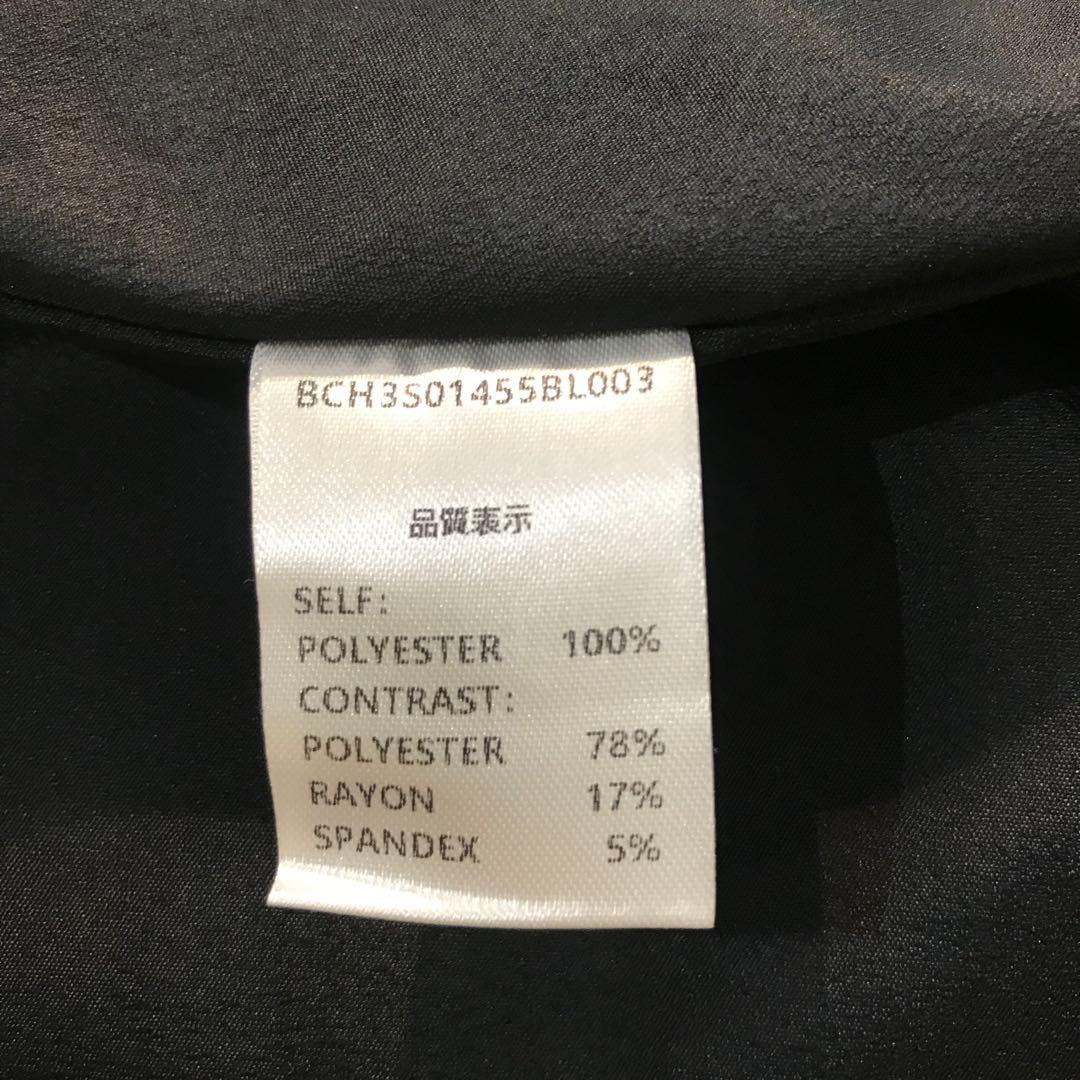 BCH3S01455BL003
品質表示
SELF:
POLYESTER 100%
CONTRAST:
POLYESTER 78%
RAYON 17%
SPANDEX 5%